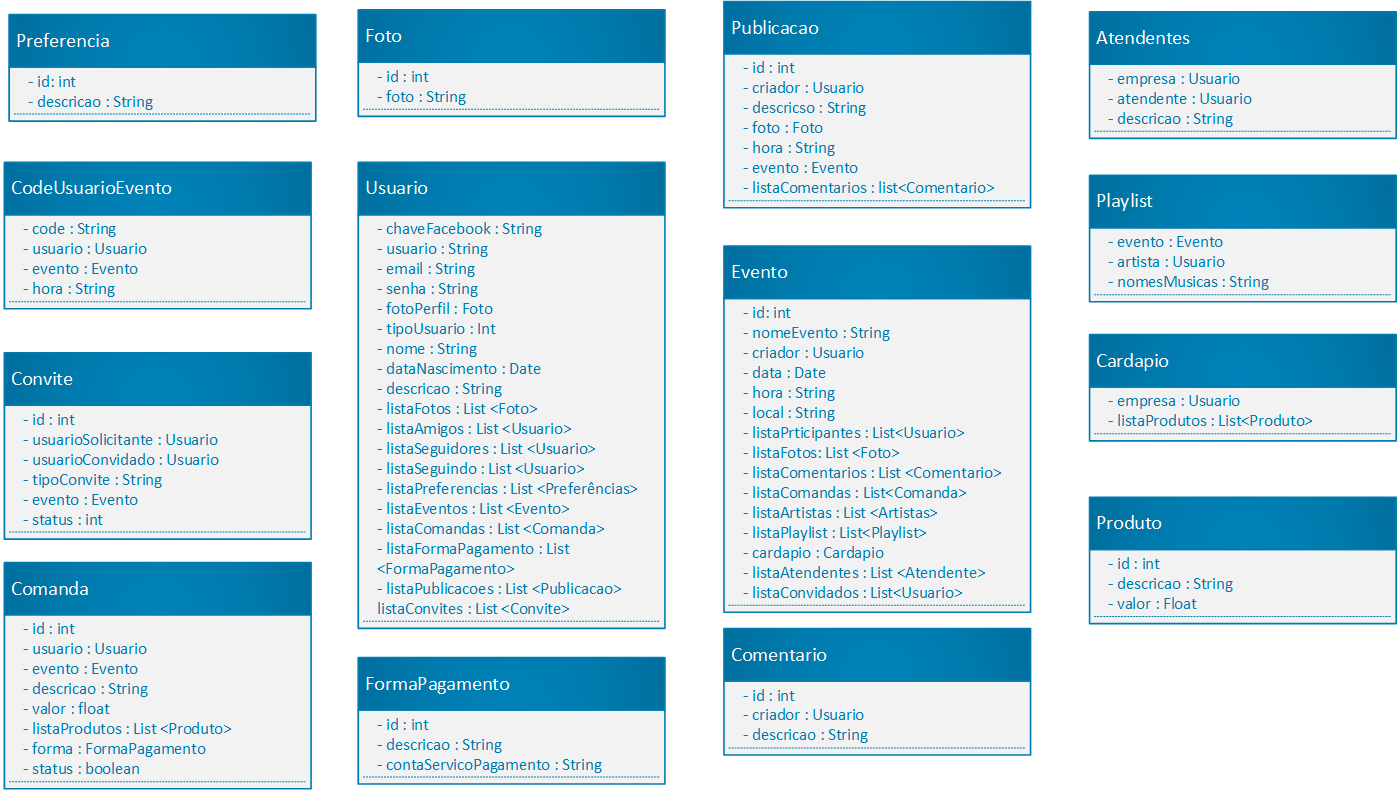 Preferencia
- id: int
- descricao : String
CodeUsuarioEvento
- code : String
- usuario : Usuario
- evento : Evento
- hora : String
Convite
- id : int
- usuarioSolicitante : Usuario
- usuarioConvidado : Usuario
- tipoConvite : String
- evento : Evento
- status : int
Comanda
- id : int
- usuario : Usuario
- evento : Evento
- descricao : String
- valor : float
- listaProdutos : List <Produto>
- forma : FormaPagamento
- status : boolean
Foto
- id : int
- foto : String
Usuario
- chaveFacebook : String
- usuario : String
- email : String
- senha : String
- fotoPerfil : Foto
- tipoUsuario : Int
- nome : String
- dataNascimento : Date
- descricao : String
- listaFotos : List <Foto>
- listaAmigos : List <Usuario>
- listaSeguidores : List <Usuario>
- listaSeguindo : List <Usuario>
- listaPreferencias : List <Preferências>
- listaEventos : List <Evento>
- listaComandas : List <Comanda>
- listaFormaPagamento : List
<FormaPagamento>
- listaPublicacoes : List <Publicacao>
listaConvites : List <Convite>
FormaPagamento
- id : int
- descricao : String
- contaServicoPagamento : String
Publicacao
- id : int
- criador : Usuario
- descricso : String
- foto : Foto
- hora : String
- evento : Evento
- listaComentarios : list<Comentario>
Evento
- id: int
- nomeEvento : String
- criador : Usuario
- data : Date
- hora : String
- local : String
- listaPrticipantes : List<Usuario>
- listaFotos: List <Foto>
- listaComentarios : List <Comentario>
- listaComandas : List<Comanda>
- listaArtistas : List <Artistas>
- listaPlaylist : List<Playlist>
- cardapio : Cardapio
- listaAtendentes : List <Atendente>
- listaConvidados : List<Usuario>
Comentario
- id : int
- criador : Usuario
- descricao : String
Atendentes
- empresa : Usuario
- atendente : Usuario
- descricao : String
Playlist
- evento : Evento
- artista : Usuario
- nomesMusicas : String
Cardapio
- empresa : Usuario
- listaProdutos : List<Produto>
Produto
- id : int
- descricao : String
- valor : Float